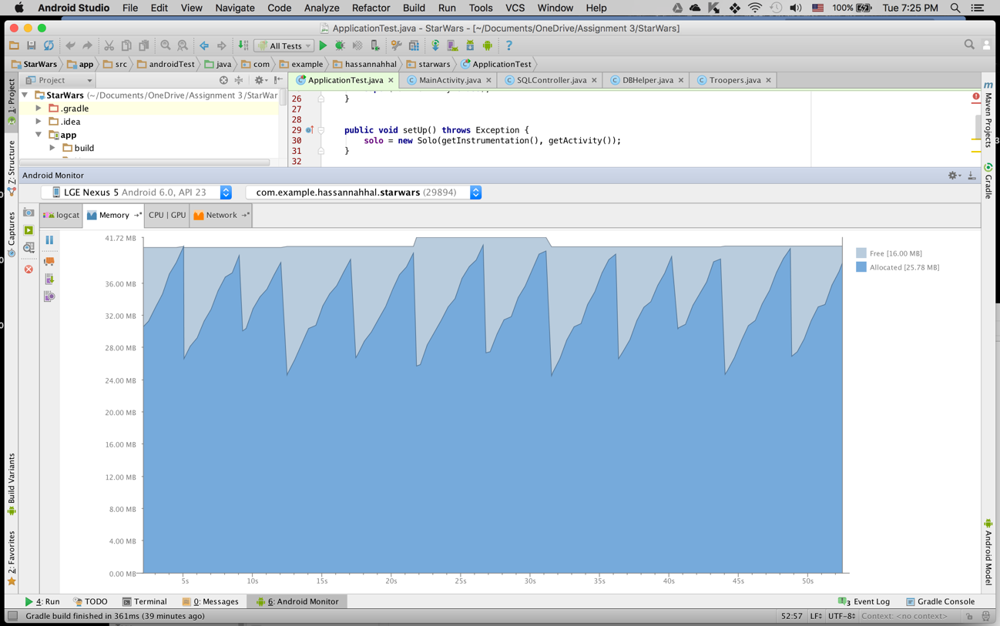 Android Studio File Edit View Navigate Code Analyze Refactor Build Run Tools VCS Window Help 100% Tue 7:25 PM
ApplicationTest.java - StarWars - [~/Documents/OneDrive/Assignment 3/StarWars]
All Tests
StarWars app src androidTest java com example hassannahhal starwars ApplicationTest
Project
ApplicationTest.java MainActivity.java SQLController.java DBHelper.java Troopers.java
StarWars (~/Documents/OneDrive/Assignment 3/StarWar
.gradle
.idea
app
build
26 }
27
28
29 public void setUp() throws Exception {
30 solo = new Solo(getInstrumentation(), getActivity());
31 }
32
1: Project
Z: Structure
Captures
Build Variants
2: Favorites
Maven Projects
Gradle
Android Model
Android Monitor
LGE Nexus 5 Android 6.0, API 23 com.example.hassannahhal.starwars (29894)
logcat Memory CPU | GPU Network
41.72 MB
36.00 MB
32.00 MB
28.00 MB
24.00 MB
20.00 MB
16.00 MB
12.00 MB
8.00 MB
4.00 MB
0.00 MB
5s 10s 15s 20s 25s 30s 35s 40s 45s 50s
Free [16.00 MB]
Allocated [25.78 MB]
4: Run TODO Terminal 0: Messages 6: Android Monitor 3 Event Log Gradle Console
Gradle build finished in 361ms (39 minutes ago) 52:57 LF UTF-8 Context: <no context>